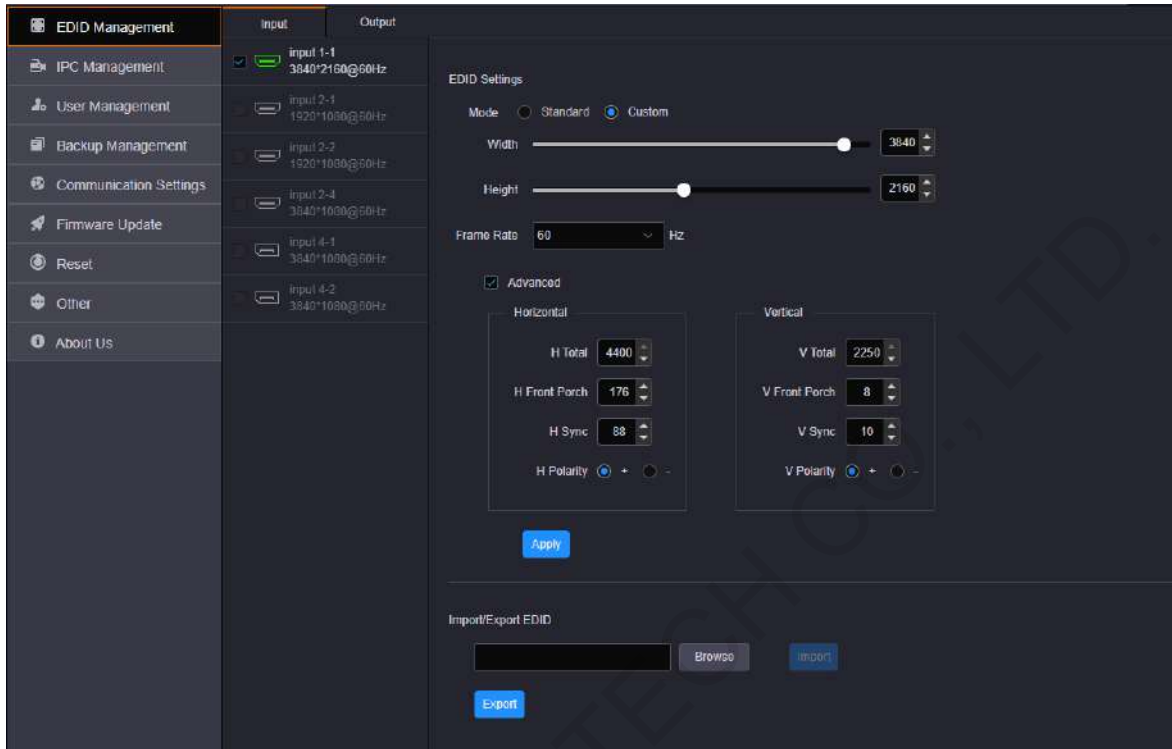 EDID Management
IPC Management
User Management
Backup Management
Communication Settings
Firmware Update
Reset
Other
About Us
Input Output
input 1-1
3840*2160@60Hz
input 2-1
1920*1080@60Hz
input 2-2
1920*1080@60Hz
input 2-4
3840*1080@60Hz
input 4-1
3840*1080@60Hz
input 4-2
3840*1080@60Hz
EDID Settings
Mode Standard Custom
Width 3840
Height 2160
Frame Rate 60 Hz
Advanced
Horizontal Vertical
H Total 4400 V Total 2250
H Front Porch 176 V Front Porch 8
H Sync 88 V Sync 10
H Polarity + - V Polarity + -
Apply
Import/Export EDID
Browse Import
Export
TECH CO., LTD.